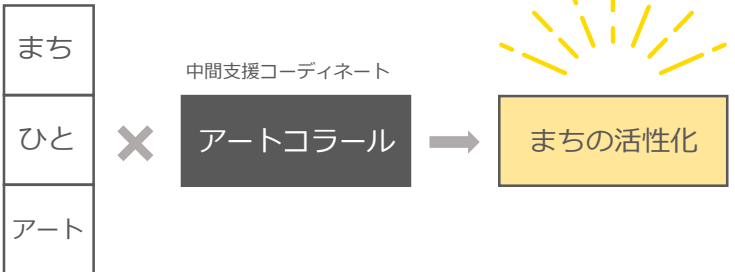 まち
ひと
アート
中間支援コーディネート
アートコラール
まちの活性化